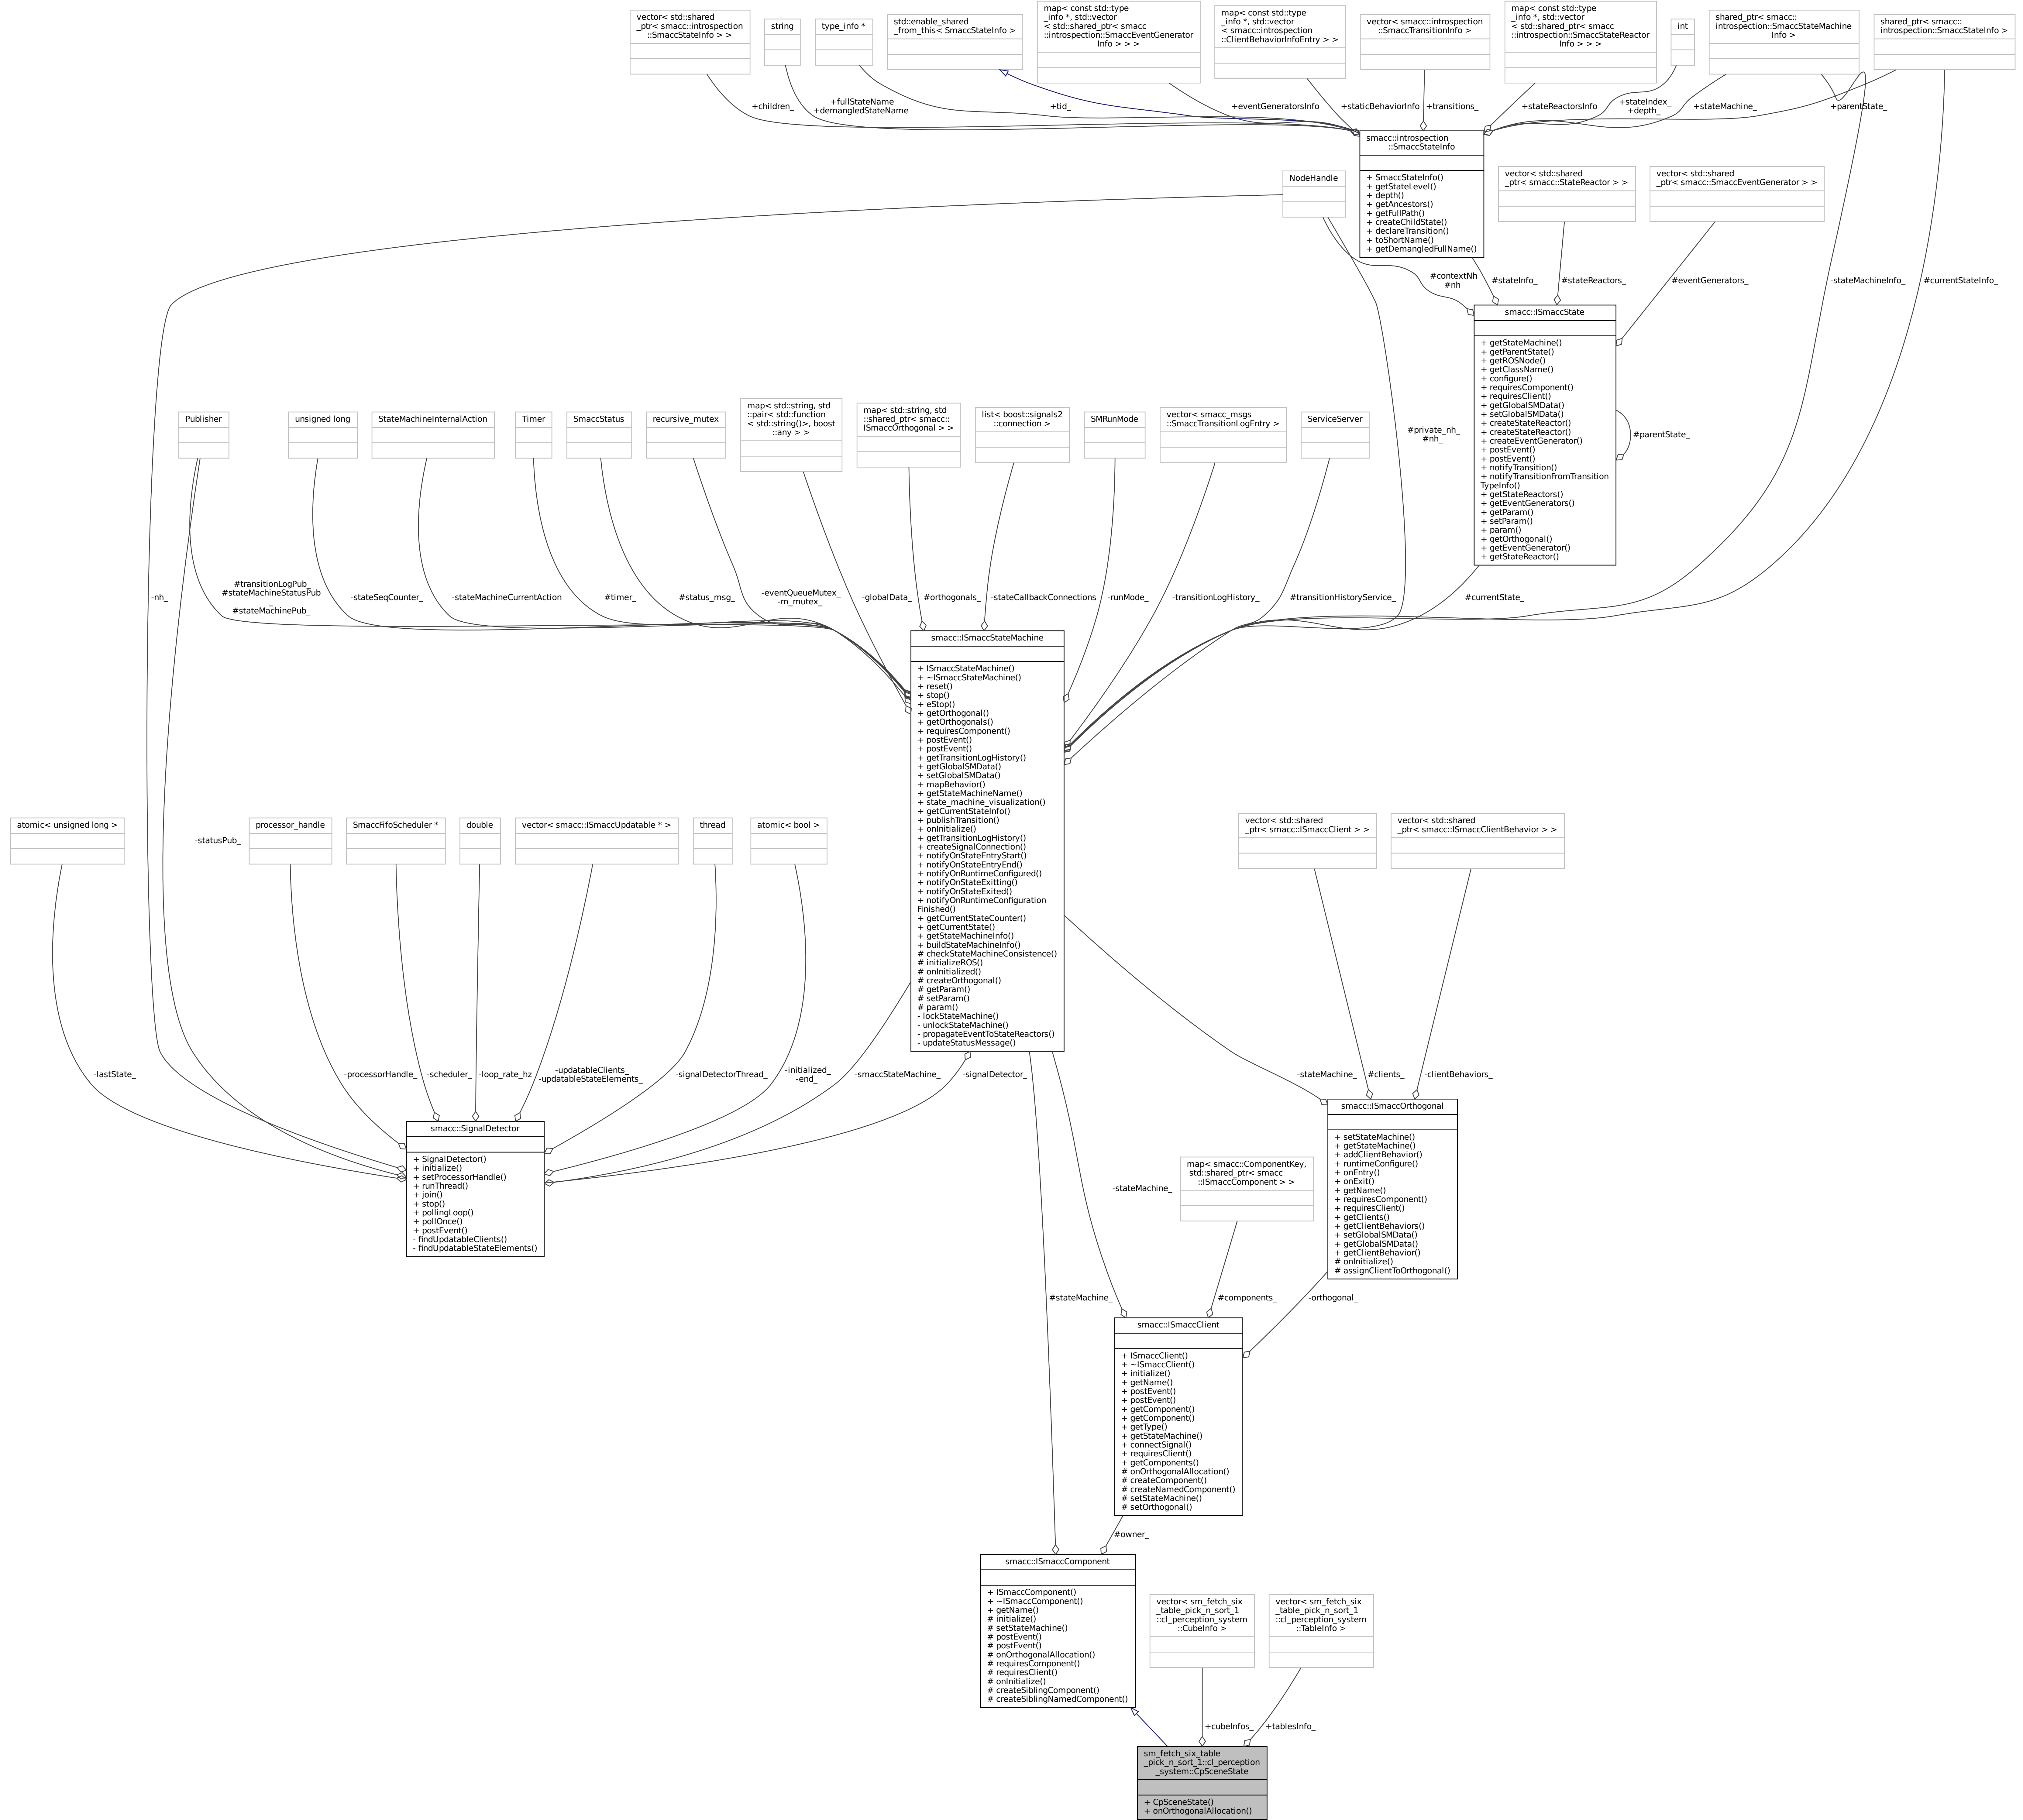 vector< std::shared
_ptr< smacc::introspection
::SmaccStateInfo > >
string
type_info *
std::enable_shared
_from_this< SmaccStateInfo >
map< const std::type
_info *, std::vector
< std::shared_ptr< smacc
::introspection::SmaccEventGenerator
Info > > >
map< const std::type
_info *, std::vector
< smacc::introspection
::ClientBehaviorInfoEntry > >
vector< smacc::introspection
::SmaccTransitionInfo >
map< const std::type
_info *, std::vector
< std::shared_ptr< smacc
::introspection::SmaccStateReactor
Info > > >
int
shared_ptr< smacc::
introspection::SmaccStateMachine
Info >
shared_ptr< smacc::
introspection::SmaccStateInfo >
+children_
+fullStateName
+demangledStateName
+tid_
+eventGeneratorsInfo
+staticBehaviorInfo
+transitions_
+stateReactorsInfo
+stateIndex_
+depth_
+stateMachine_
+parentState_
smacc::introspection
::SmaccStateInfo
+ SmaccStateInfo()
+ getStateLevel()
+ depth()
+ getAncestors()
+ getFullPath()
+ createChildState()
+ declareTransition()
+ toShortName()
+ getDemangledFullName()
NodeHandle
vector< std::shared
_ptr< smacc::StateReactor > >
vector< std::shared
_ptr< smacc::SmaccEventGenerator > >
#contextNh
#nh
#stateInfo_
#stateReactors_
#eventGenerators_
-stateMachineInfo_
#currentStateInfo_
smacc::ISmaccState
+ getStateMachine()
+ getParentState()
+ getROSNode()
+ getClassName()
+ configure()
+ requiresComponent()
+ requiresClient()
+ getGlobalSMData()
+ setGlobalSMData()
+ createStateReactor()
+ createStateReactor()
+ createEventGenerator()
+ postEvent()
+ postEvent()
+ notifyTransition()
+ notifyTransitionFromTransition
TypeInfo()
+ getStateReactors()
+ getEventGenerators()
+ getParam()
+ setParam()
+ param()
+ getOrthogonal()
+ getEventGenerator()
+ getStateReactor()
#parentState_
Publisher
unsigned long
StateMachineInternalAction
Timer
SmaccStatus
recursive_mutex
map< std::string, std
::pair< std::function
< std::string()>, boost
::any > >
map< std::string, std
::shared_ptr< smacc::
ISmaccOrthogonal > >
list< boost::signals2
::connection >
SMRunMode
vector< smacc_msgs
::SmaccTransitionLogEntry >
ServiceServer
#private_nh_
#nh_
-nh_
#transitionLogPub_
#stateMachineStatusPub
_
#stateMachinePub_
-stateSeqCounter_
-stateMachineCurrentAction
#timer_
#status_msg_
-eventQueueMutex_
-m_mutex_
-globalData_
#orthogonals_
-stateCallbackConnections
-runMode_
-transitionLogHistory_
#transitionHistoryService_
#currentState_
smacc::ISmaccStateMachine
+ ISmaccStateMachine()
+ ~ISmaccStateMachine()
+ reset()
+ stop()
+ eStop()
+ getOrthogonal()
+ getOrthogonals()
+ requiresComponent()
+ postEvent()
+ postEvent()
+ getTransitionLogHistory()
+ getGlobalSMData()
+ setGlobalSMData()
+ mapBehavior()
+ getStateMachineName()
+ state_machine_visualization()
+ getCurrentStateInfo()
+ publishTransition()
+ onInitialize()
+ getTransitionLogHistory()
+ createSignalConnection()
+ notifyOnStateEntryStart()
+ notifyOnStateEntryEnd()
+ notifyOnRuntimeConfigured()
+ notifyOnStateExitting()
+ notifyOnStateExited()
+ notifyOnRuntimeConfiguration
Finished()
+ getCurrentStateCounter()
+ getCurrentState()
+ getStateMachineInfo()
+ buildStateMachineInfo()
# checkStateMachineConsistence()
# initializeROS()
# onInitialized()
# createOrthogonal()
# getParam()
# setParam()
# param()
- lockStateMachine()
- unlockStateMachine()
- propagateEventToStateReactors()
- updateStatusMessage()
atomic< unsigned long >
-statusPub_
processor_handle
SmaccFifoScheduler *
double
vector< smacc::ISmaccUpdatable * >
thread
atomic< bool >
vector< std::shared
_ptr< smacc::ISmaccClient > >
vector< std::shared
_ptr< smacc::ISmaccClientBehavior > >
-lastState_
-processorHandle_
-scheduler_
-loop_rate_hz
-updatableClients_
-updatableStateElements_
-signalDetectorThread_
-initialized_
-end_
-smaccStateMachine_
-signalDetector_
-stateMachine_
#clients_
-clientBehaviors_
smacc::SignalDetector
+ SignalDetector()
+ initialize()
+ setProcessorHandle()
+ runThread()
+ join()
+ stop()
+ pollingLoop()
+ pollOnce()
+ postEvent()
- findUpdatableClients()
- findUpdatableStateElements()
smacc::ISmaccOrthogonal
+ setStateMachine()
+ getStateMachine()
+ addClientBehavior()
+ runtimeConfigure()
+ onEntry()
+ onExit()
+ getName()
+ requiresComponent()
+ requiresClient()
+ getClients()
+ getClientBehaviors()
+ setGlobalSMData()
+ getGlobalSMData()
+ getClientBehavior()
# onInitialize()
# assignClientToOrthogonal()
map< smacc::ComponentKey,
std::shared_ptr< smacc
::ISmaccComponent > >
-stateMachine_
#stateMachine_
#components_
-orthogonal_
smacc::ISmaccClient
+ ISmaccClient()
+ ~ISmaccClient()
+ initialize()
+ getName()
+ postEvent()
+ postEvent()
+ getComponent()
+ getComponent()
+ getType()
+ getStateMachine()
+ connectSignal()
+ requiresClient()
+ getComponents()
# onOrthogonalAllocation()
# createComponent()
# createNamedComponent()
# setStateMachine()
# setOrthogonal()
#owner_
smacc::ISmaccComponent
+ ISmaccComponent()
+ ~ISmaccComponent()
+ getName()
# initialize()
# setStateMachine()
# postEvent()
# postEvent()
# onOrthogonalAllocation()
# requiresComponent()
# requiresClient()
# onInitialize()
# createSiblingComponent()
# createSiblingNamedComponent()
vector< sm_fetch_six
_table_pick_n_sort_1
::cl_perception_system
::CubeInfo >
vector< sm_fetch_six
_table_pick_n_sort_1
::cl_perception_system
::TableInfo >
+cubeInfos_
+tablesInfo_
sm_fetch_six_table
_pick_n_sort_1::cl_perception
_system::CpSceneState
+ CpSceneState()
+ onOrthogonalAllocation()